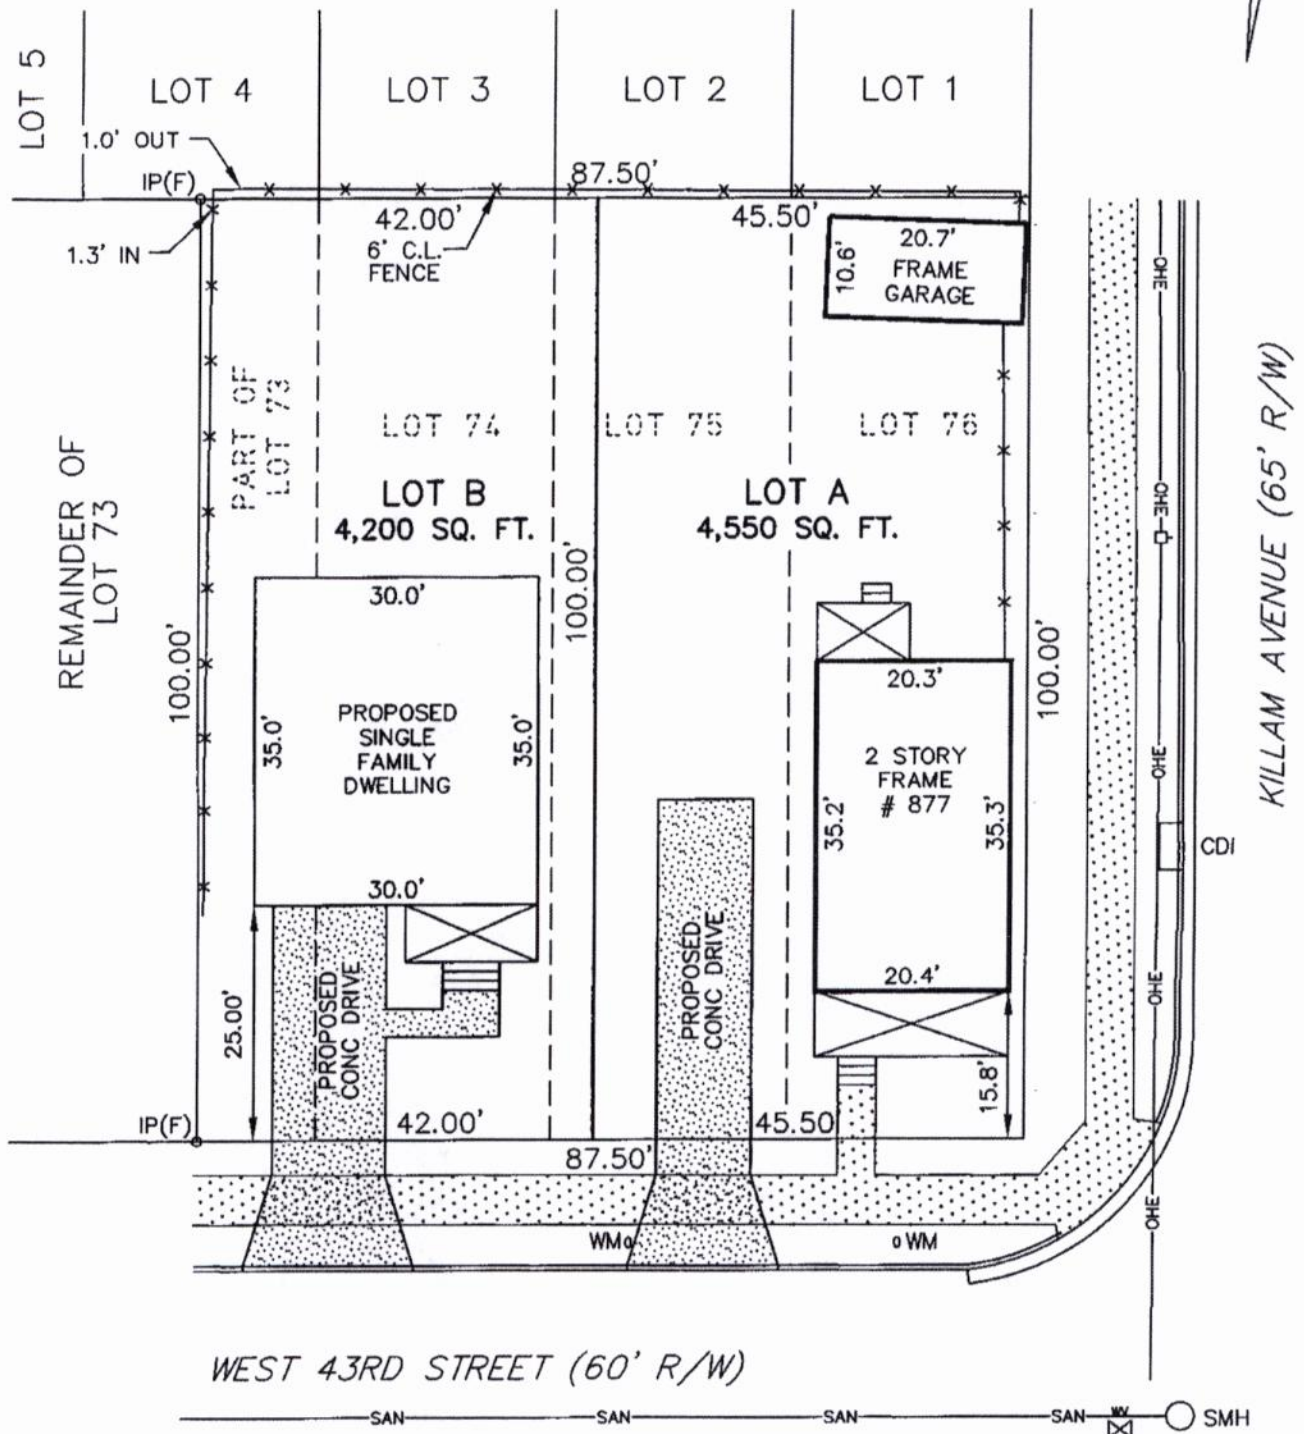 LOT 5
LOT 4
LOT 3
LOT 2
LOT 1
1.0' OUT
IP(F)
87.50'
42.00'
45.50'
1.3' IN
6' C.L.
FENCE
20.7'
10.6'
FRAME
GARAGE
OHE
PART OF
LOT 73
LOT 74
LOT 75
LOT 76
REMAINDER OF
LOT 73
LOT B
4,200 SQ. FT.
LOT A
4,550 SQ. FT.
OHE
KILLAM AVENUE (65' R/W)
100.00'
100.00'
100.00'
30.0'
35.0'
35.0'
PROPOSED
SINGLE
FAMILY
DWELLING
30.0'
20.3'
2 STORY
FRAME
# 877
35.2'
35.3'
20.4'
OHE
CDI
25.00'
PROPOSED
CONC DRIVE
PROPOSED
CONC DRIVE
15.8'
OHE
IP(F)
42.00'
45.50'
87.50'
WM
WM
OHE
WEST 43RD STREET (60' R/W)
SAN
SAN
SAN
SAN
WV
SMH